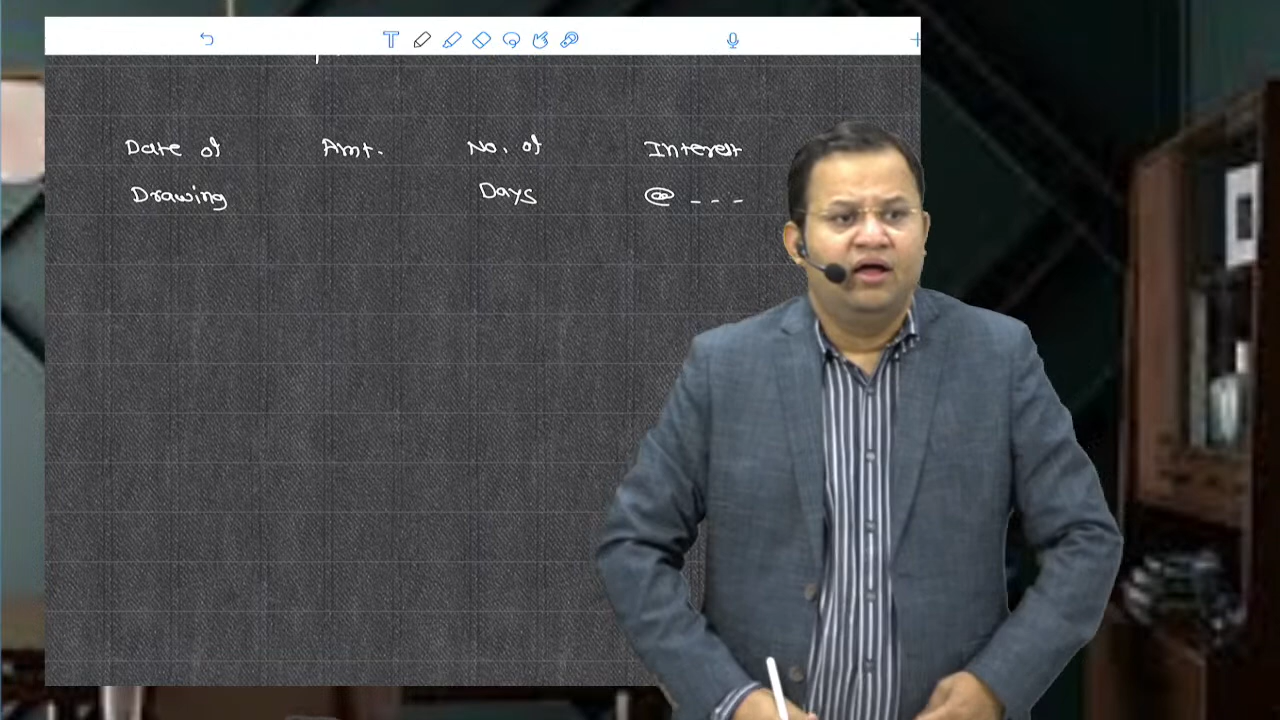 Date of Amt. No. of Interest
Drawing Days @ - - -